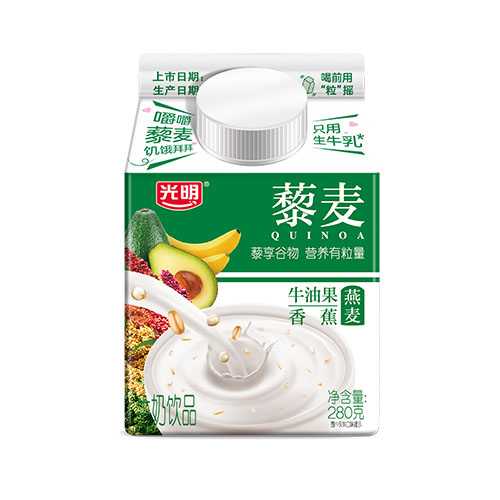 上市日期:
生产日期:
喝前用
"粒"摇
嚼嚼
藜麦
饥饿拜拜
只用
生牛乳*
光明®
藜麦
QUINOA
藜享谷物 营养有粒量
牛油果
香蕉
燕麦
奶饮品
净含量:
280克